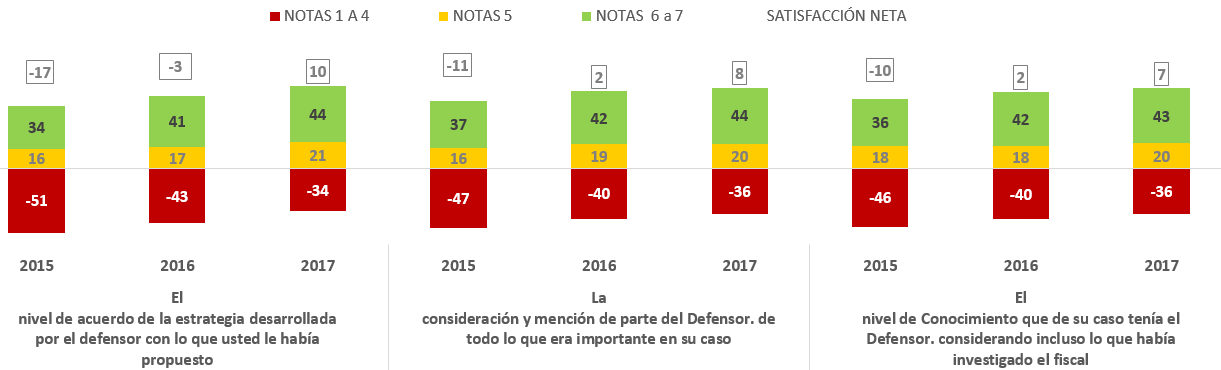 NOTAS 1 A 4 NOTAS 5 NOTAS 6 a 7 SATISFACCIÓN NETA
-17 -3 10 -11 2 8 -10 2 7
34 41 44 37 42 44 36 42 43
16 17 21 16 19 20 18 18 20
-51 -43 -34 -47 -40 -36 -46 -40 -36
2015 2016 2017 2015 2016 2017 2015 2016 2017
El
nivel de acuerdo de la estrategia desarrollada
por el defensor con lo que usted le había
propuesto
La
consideración y mención de parte del Defensor. de
todo lo que era importante en su caso
El
nivel de Conocimiento que de su caso tenía el
Defensor. considerando incluso lo que había
investigado el fiscal